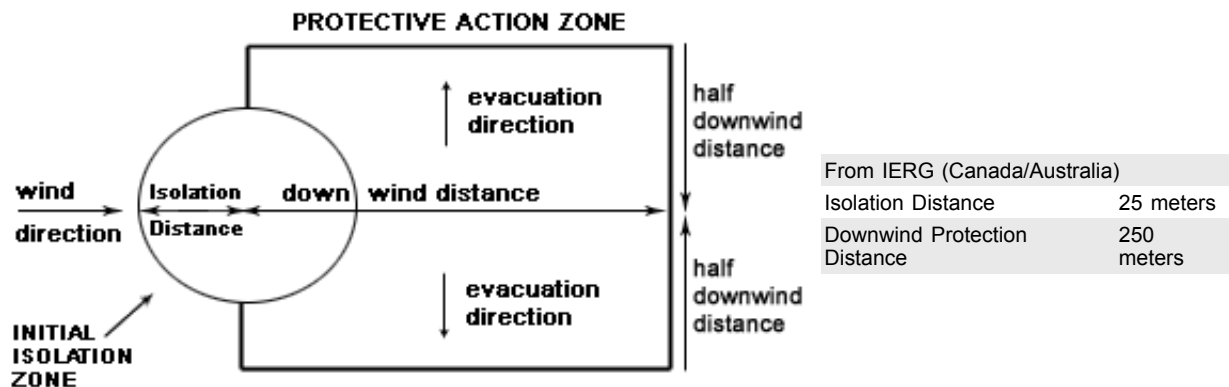 PROTECTIVE ACTION ZONE
evacuation
direction
half
downwind
distance
wind
direction
Isolation
Distance
down wind distance
evacuation
direction
half
downwind
distance
INITIAL
ISOLATION
ZONE
From IERG (Canada/Australia)
Isolation Distance 25 meters
Downwind Protection 250
Distance meters